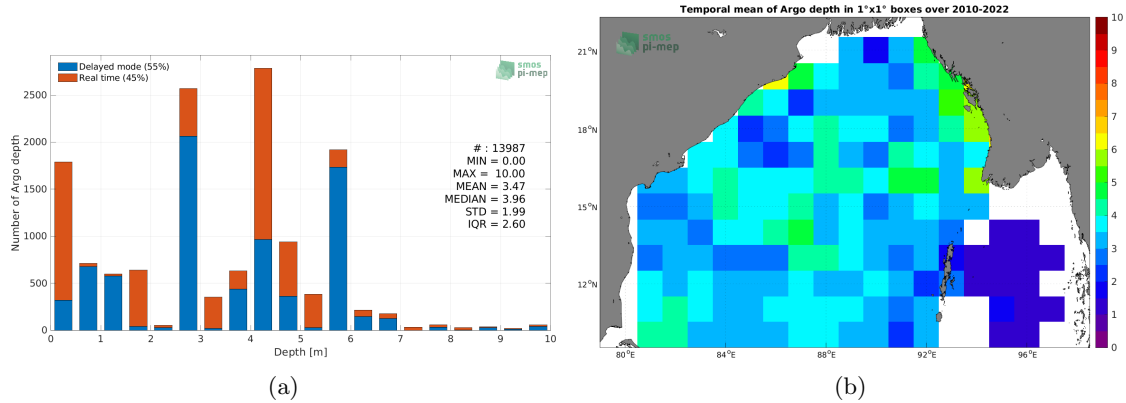 Temporal mean of Argo depth in 1°x1° boxes over 2010-2022
Delayed mode (55%)
Real time (45%)
smos
pi-mep
# : 13987
MIN = 0.00
MAX = 10.00
MEAN = 3.47
MEDIAN = 3.96
STD = 1.99
IQR = 2.60
Number of Argo depth
2500
2000
1500
1000
500
0
0 1 2 3 4 5 6 7 8 9 10
Depth [m]
(a)
smos
pi-mep
21°N
18°N
15°N
12°N
80°E 84°E 88°E 92°E 96°E
10
9
8
7
6
5
4
3
2
1
0
(b)